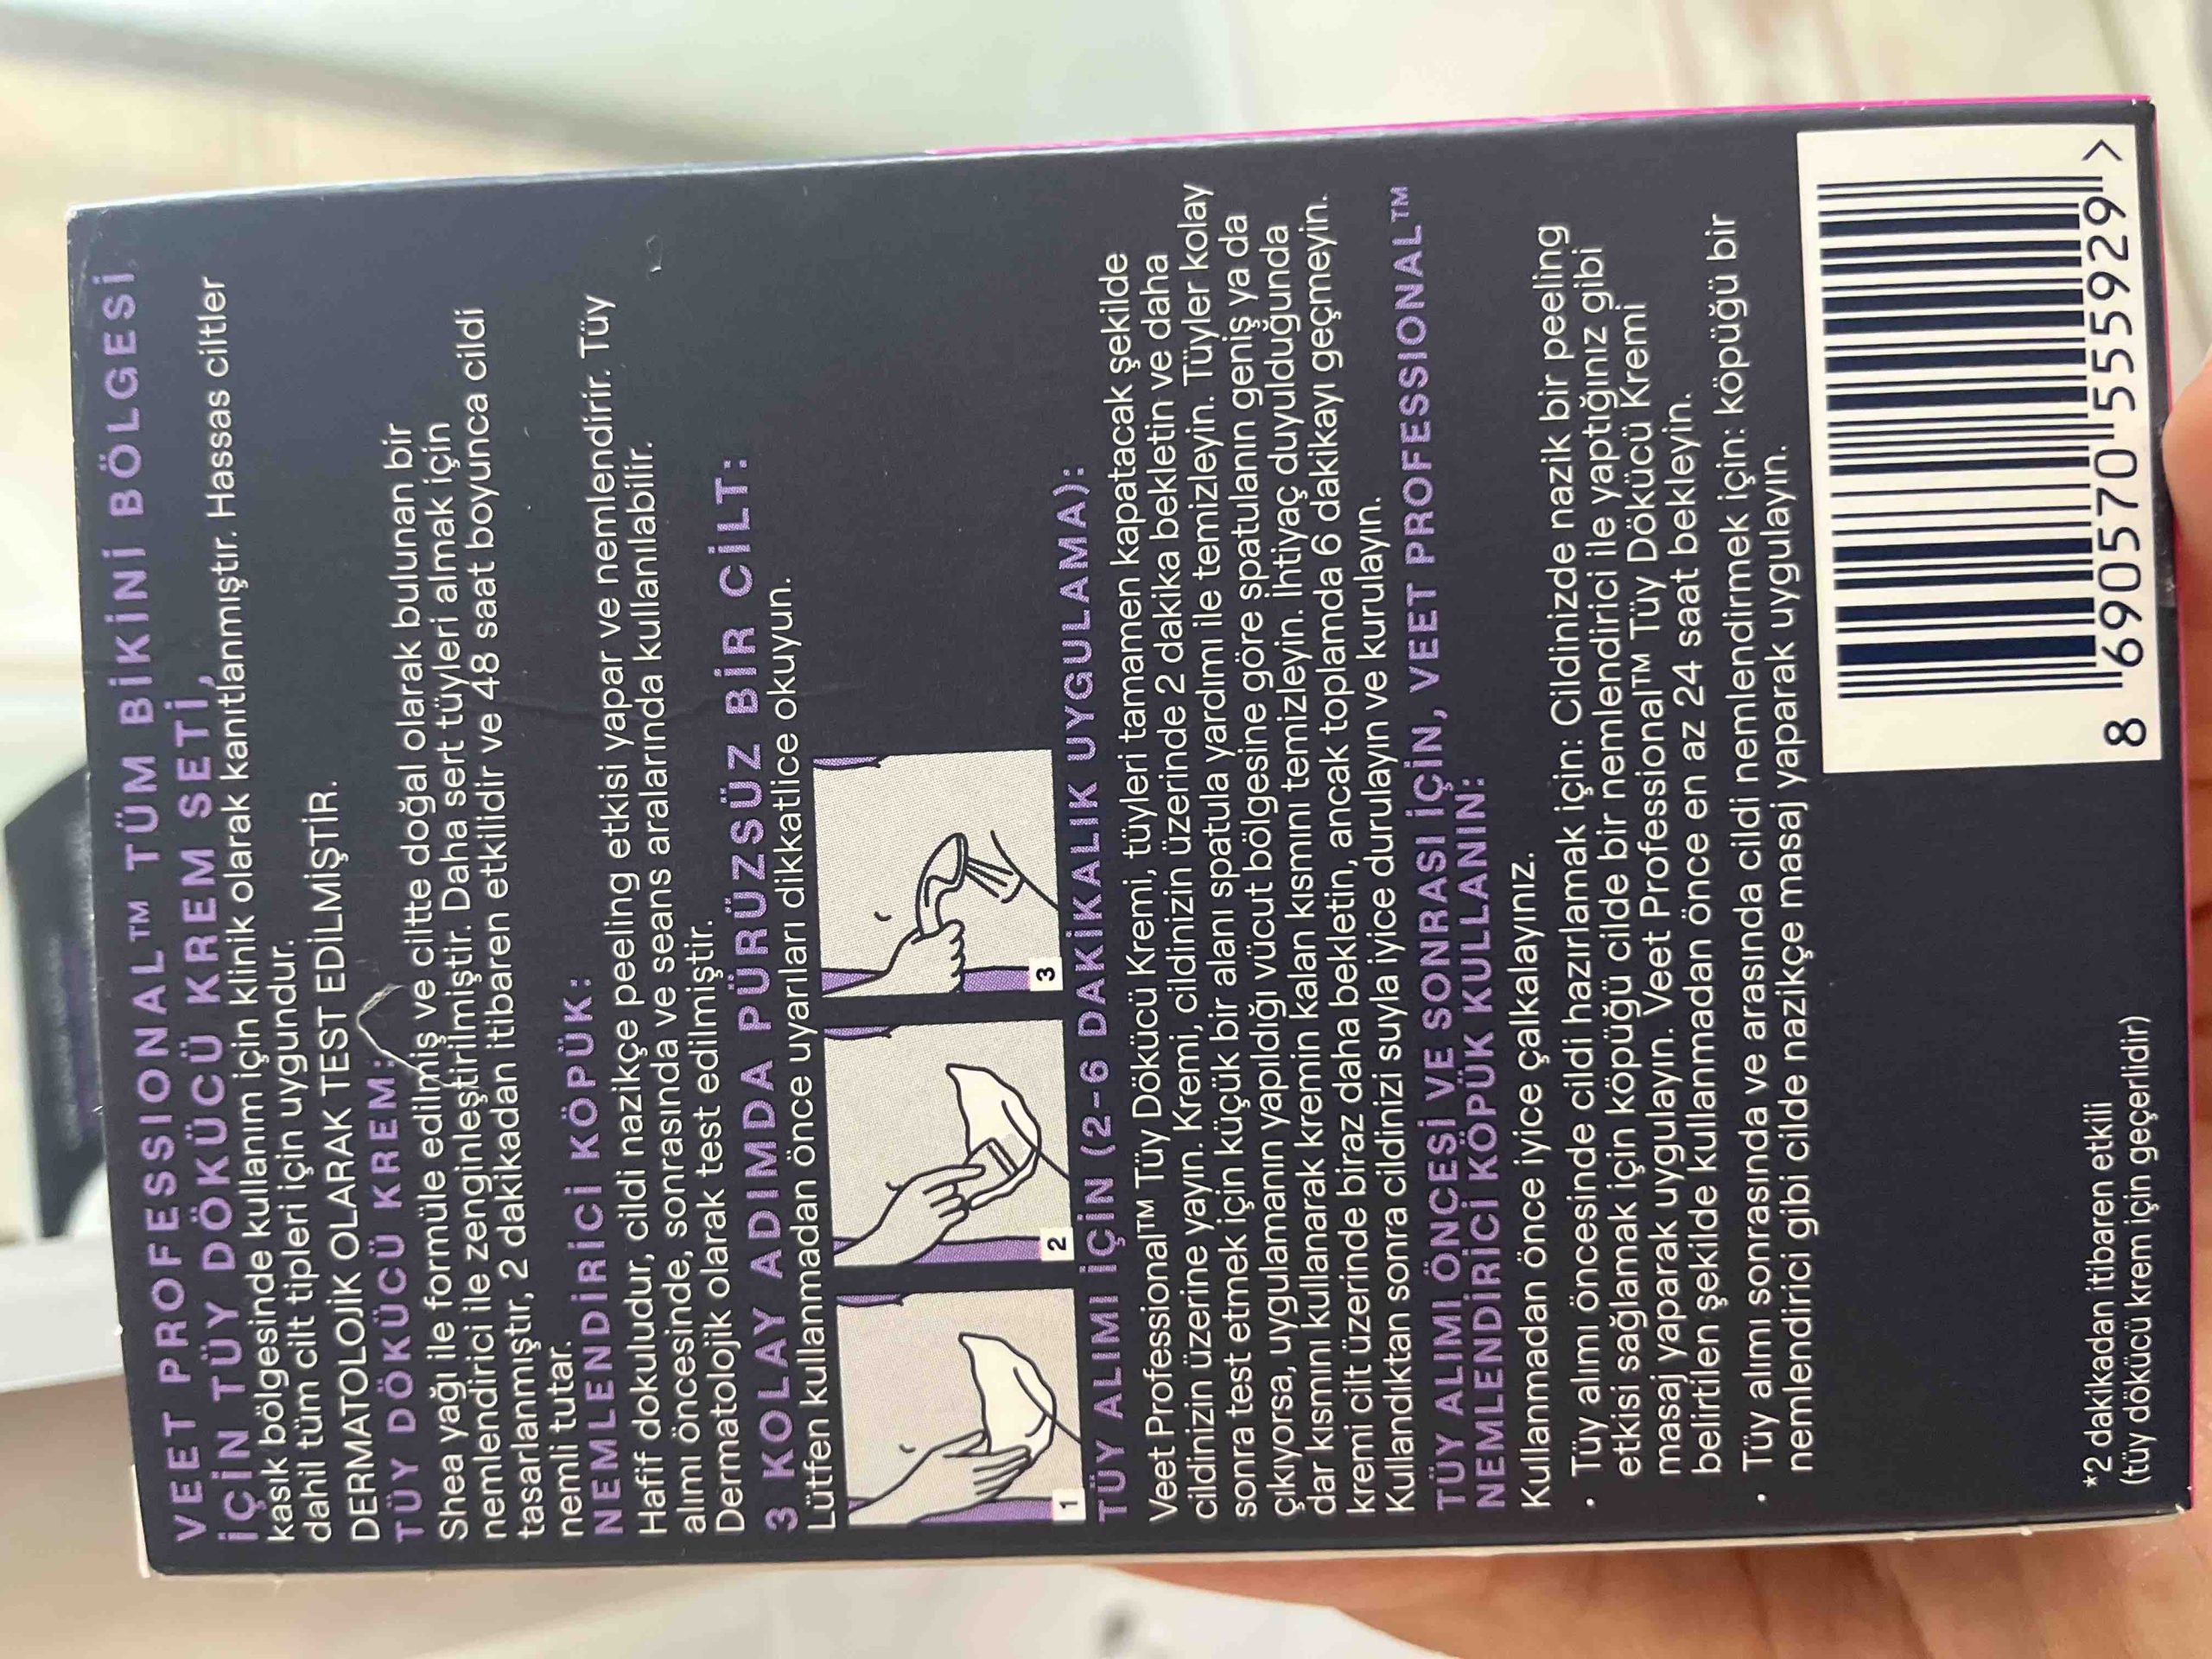 VEET PROFESSIONAL™ TÜM BİKİNİ BÖLGESİ
İÇİN TÜY DÖKÜCÜ KREM SETİ,
kasık bölgesinde kullanım için klinik olarak kanıtlanmıştır. Hassas ciltler
dahil tüm cilt tipleri için uygundur.
DERMATOLOJİK OLARAK TEST EDİLMİŞTİR.
TÜY DÖKÜCÜ KREM:
Shea yağı ile formüle edilmiş ve ciltte doğal olarak bulunan bir
nemlendirici ile zenginleştirilmiştir. Daha sert tüyleri almak için
tasarlanmıştır, 2 dakikadan itibaren etkilidir ve 48 saat boyunca cildi
nemli tutar.
NEMLENDİRİCİ KÖPÜK:
Hafif dokuludur, cildi nazikçe peeling etkisi yapar ve nemlendirir. Tüy
alımı öncesinde, sonrasında ve seans aralarında kullanılabilir.
Dermatolojik olarak test edilmiştir.
3 KOLAY ADIMDA PÜRÜZSÜZ BİR CİLT:
Lütfen kullanmadan önce uyarıları dikkatlice okuyun.
1
2
3
TÜY ALIMI İÇİN (2-6 DAKİKALIK UYGULAMA):
Veet Professional™ Tüy Dökücü Kremi, tüyleri tamamen kapatacak şekilde
cildinizin üzerine yayın. Kremi, cildinizin üzerinde 2 dakika bekletin ve daha
sonra test etmek için küçük bir alanı spatula yardımı ile temizleyin. Tüyler kolay
çıkıyorsa, uygulamanın yapıldığı vücut bölgesine göre spatulanın geniş ya da
dar kısmını kullanarak kremin kalan kısmını temizleyin. İhtiyaç duyulduğunda
kremi cilt üzerinde biraz daha bekletin, ancak toplamda 6 dakikayı geçmeyin.
Kullandıktan sonra cildinizi suyla iyice durulayın ve kurulayın.
TÜY ALIMI ÖNCESİ VE SONRASI İÇİN, VEET PROFESSIONAL™
NEMLENDİRİCİ KÖPÜK KULLANIN:
Kullanmadan önce iyice çalkalayınız.
• Tüy alımı öncesinde cildi hazırlamak için: Cildinizde nazik bir peeling
etkisi sağlamak için köpüğü cilde bir nemlendirici ile yaptığınız gibi
masaj yaparak uygulayın. Veet Professional™ Tüy Dökücü Kremi
belirtilen şekilde kullanmadan önce en az 24 saat bekleyin.
• Tüy alımı sonrasında ve arasında cildi nemlendirmek için: köpüğü bir
nemlendirici gibi cilde nazikçe masaj yaparak uygulayın.
8 690570 555929 >
*2 dakikadan itibaren etkili
(tüy dökücü krem için geçerlidir)